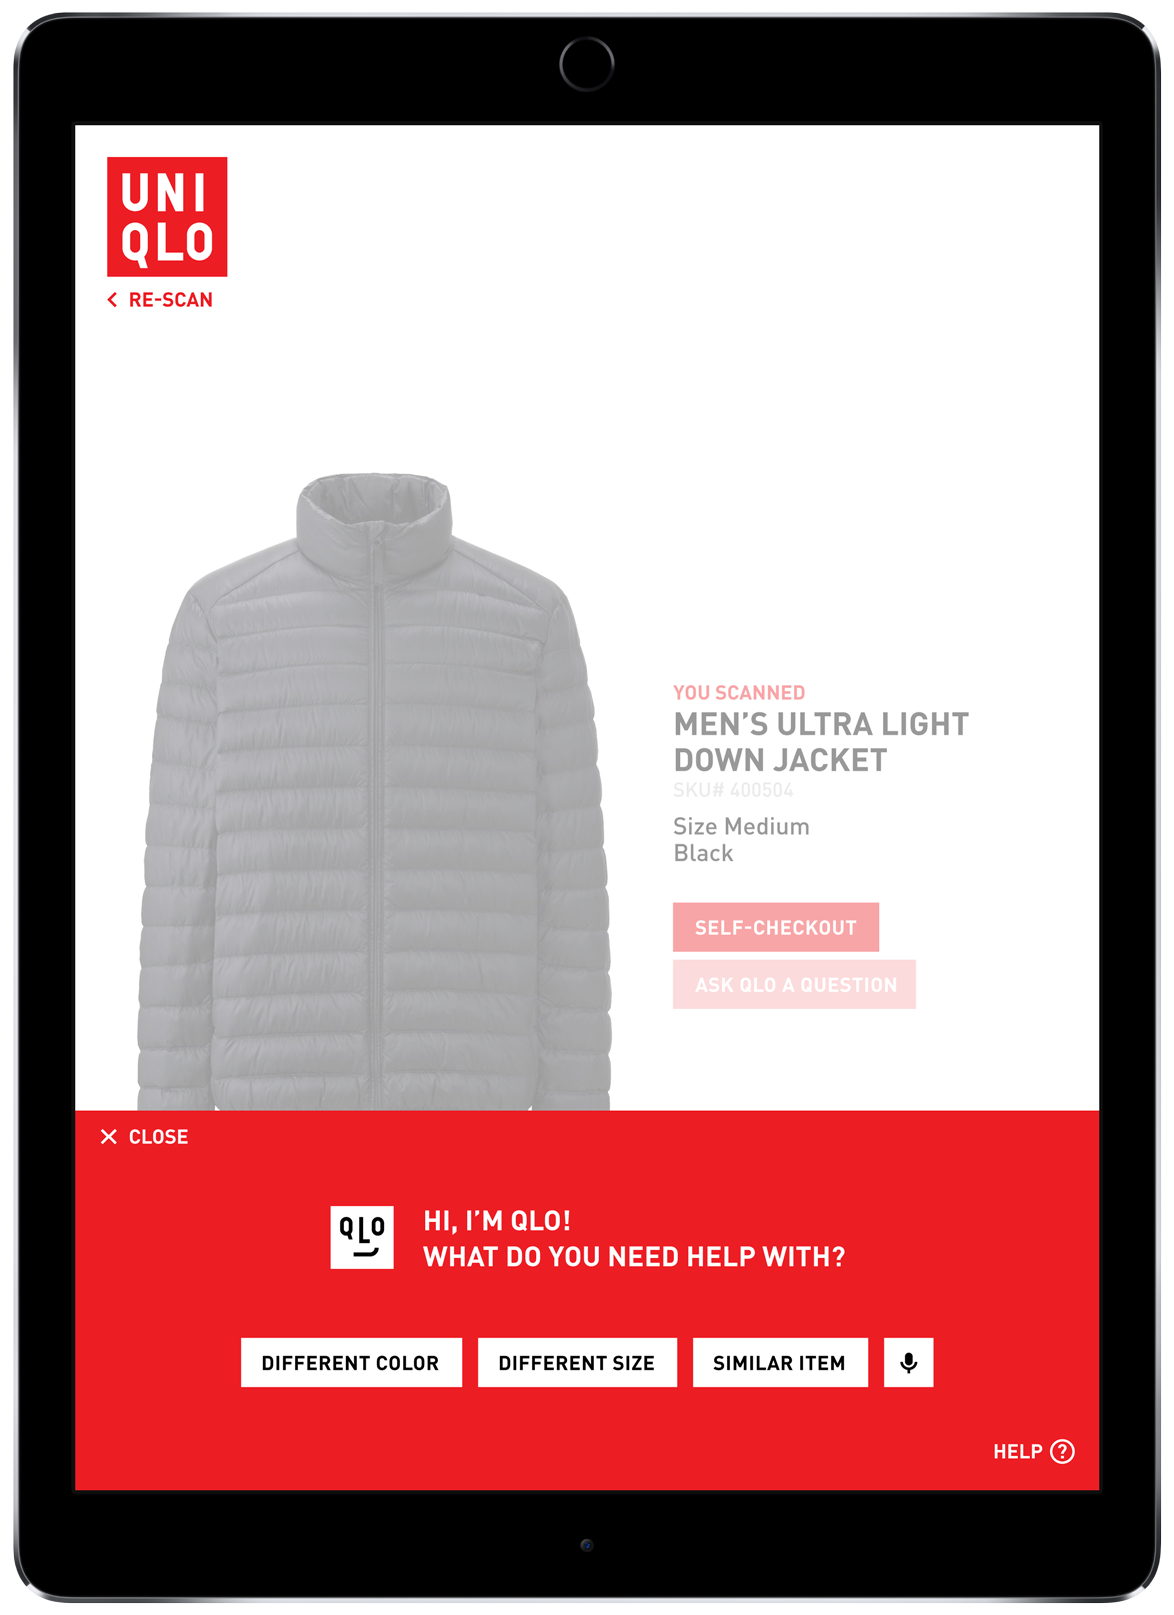 UNI
QLO
RE-SCAN
YOU SCANNED
MEN’S ULTRA LIGHT
DOWN JACKET
SKU# 400504
Size Medium
Black
SELF-CHECKOUT
ASK QLO A QUESTION
CLOSE
QLO
HI, I’M QLO!
WHAT DO YOU NEED HELP WITH?
DIFFERENT COLOR
DIFFERENT SIZE
SIMILAR ITEM
HELP ?